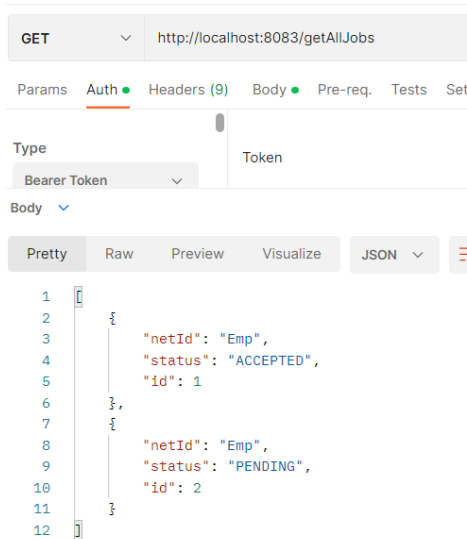 GET http://localhost:8083/getAllJobs
Params Auth Headers (9) Body Pre-req. Tests Set
Type
Token
Bearer Token
Body
Pretty Raw Preview Visualize JSON
1 [
2 {
3 "netId": "Emp",
4 "status": "ACCEPTED",
5 "id": 1
6 },
7 {
8 "netId": "Emp",
9 "status": "PENDING",
10 "id": 2
11 }
12 ]